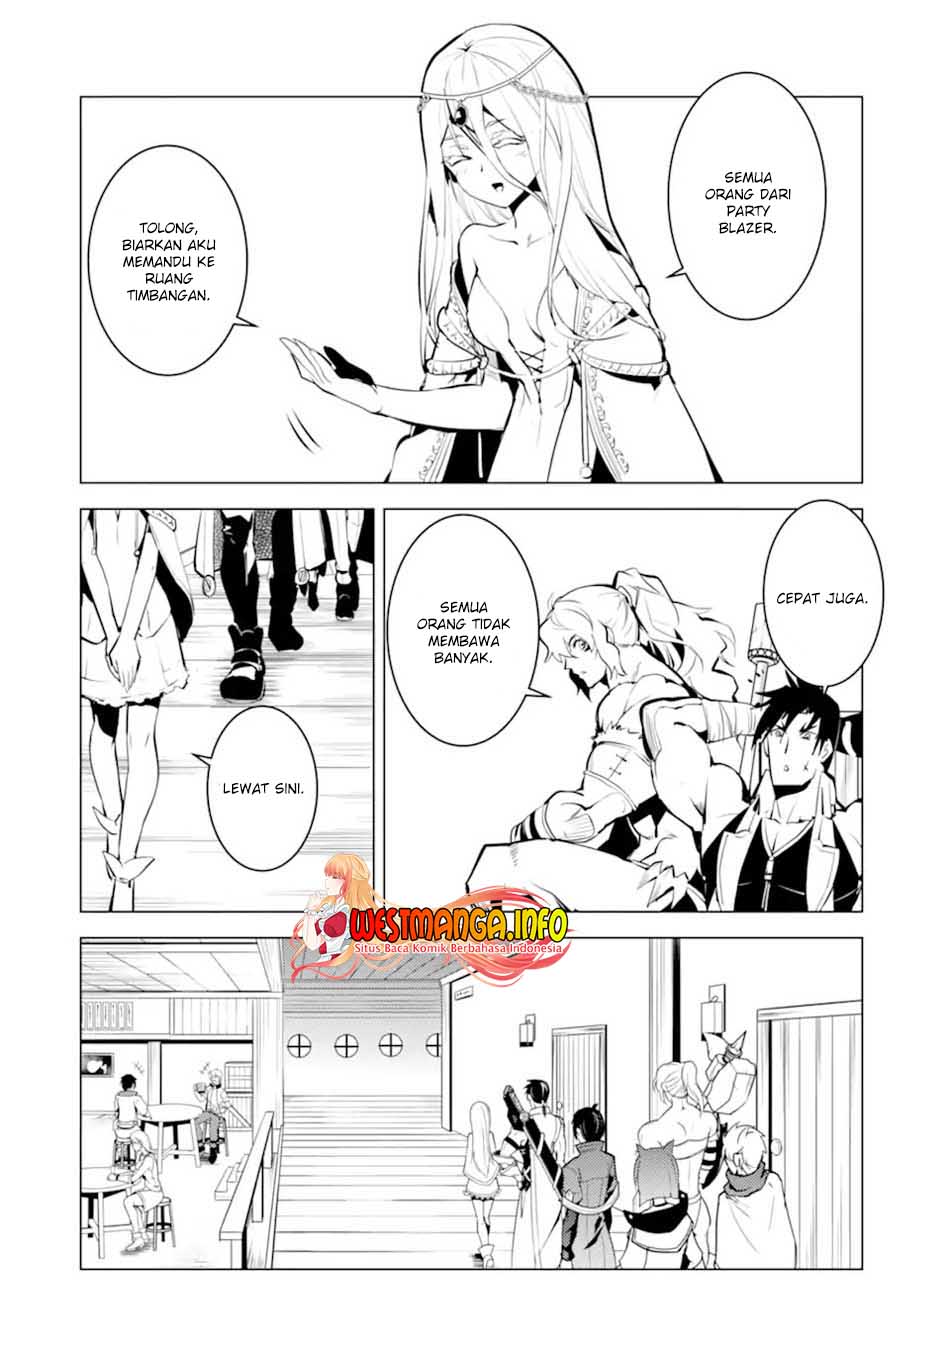 SEMUA
ORANG DARI
PARTY
BLAZER.
TOLONG,
BIARKAN AKU
MEMANDU KE
RUANG
TIMBANGAN.
CEPAT JUGA.
SEMUA
ORANG TIDAK
MEMBAWA
BANYAK.
LEWAT SINI.
WESTMANGA.INFO
Situs Baca Komik Berbahasa Indonesia